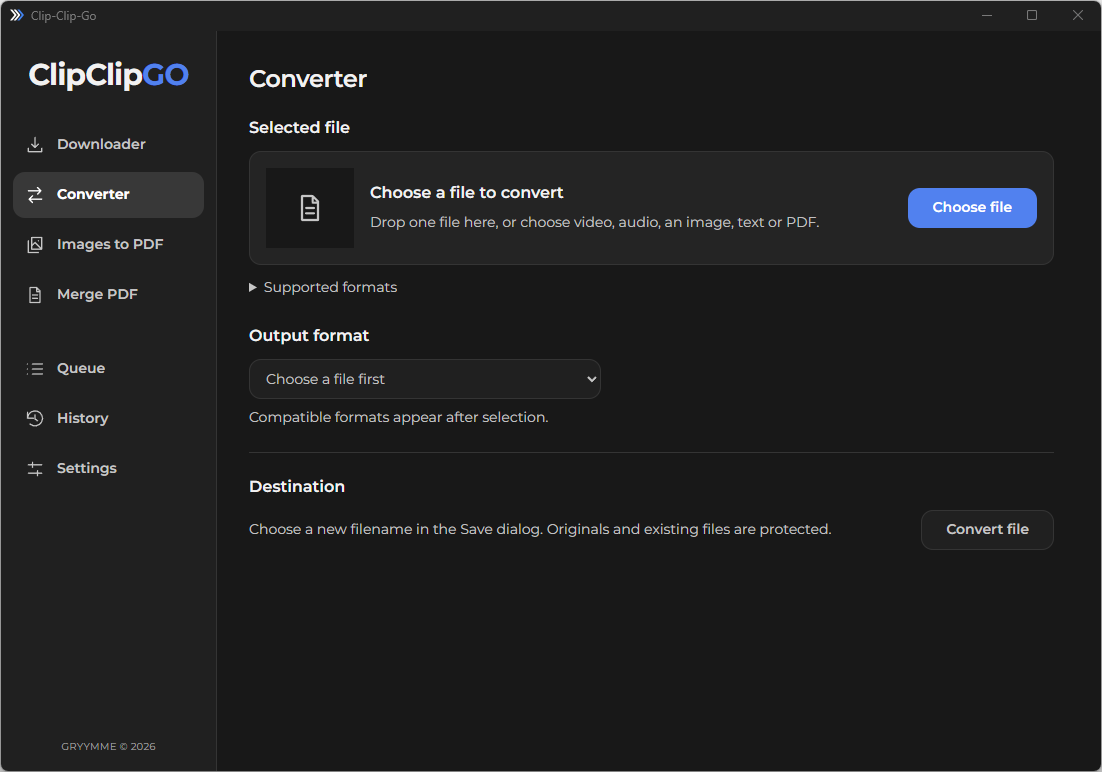 Clip-Clip-Go
ClipClipGO
Downloader
Converter
Images to PDF
Merge PDF
Queue
History
Settings
GRYYMME © 2026
Converter
Selected file
Choose a file to convert
Drop one file here, or choose video, audio, an image, text or PDF.
Choose file
Supported formats
Output format
Choose a file first
Compatible formats appear after selection.
Destination
Choose a new filename in the Save dialog. Originals and existing files are protected.
Convert file